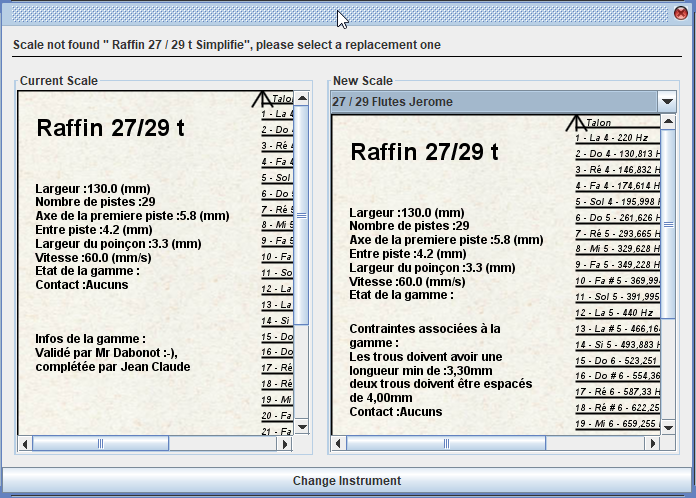 Scale not found " Raffin 27 / 29 t Simplifie", please select a replacement one
Current Scale
Talon
Raffin 27/29 t
Largeur :130.0 (mm)
Nombre de pistes :29
Axe de la premiere piste :5.8 (mm)
Entre piste :4.2 (mm)
Largeur du poinçon :3.3 (mm)
Vitesse :60.0 (mm/s)
Etat de la gamme :
Contact :Aucuns
Infos de la gamme :
Validé par Mr Dabonot :-),
complétée par Jean Claude
1 - La 4
2 - Do 4
3 - Ré 4
4 - Fa 4
5 - Sol
6 - Do 5
7 - Ré 5
8 - Mi 5
9 - Fa 5
10 - Fa
11 - So
12 - La
13 - La
14 - Si
15 - Do
16 - Do
17 - Ré
18 - Ré
19 - Mi
20 - Fa
21 - Fa
New Scale
27 / 29 Flutes Jerome
Talon
Raffin 27/29 t
Largeur :130.0 (mm)
Nombre de pistes :29
Axe de la premiere piste :5.8 (mm)
Entre piste :4.2 (mm)
Largeur du poinçon :3.3 (mm)
Vitesse :60.0 (mm/s)
Etat de la gamme :
Contraintes associées à la
gamme :
Les trous doivent avoir une
longueur min de :3,30mm
deux trous doivent être espacés
de 4,00mm
Contact :Aucuns
1 - La 4 - 220 Hz
2 - Do 4 - 130,813 H
3 - Ré 4 - 146,832 H
4 - Fa 4 - 174,614 H
5 - Sol 4 - 195,998
6 - Do 5 - 261,626
7 - Ré 5 - 293,665 H
8 - Mi 5 - 329,628 H
9 - Fa 5 - 349,228 H
10 - Fa # 5 - 369,99
11 - Sol 5 - 391,995
12 - La 5 - 440 Hz
13 - La # 5 - 466,16
14 - Si 5 - 493,883 H
15 - Do 6 - 523,251
16 - Do # 6 - 554,36
17 - Ré 6 - 587,33 H
18 - Ré # 6 - 622,25
19 - Mi 6 - 659,255
Change Instrument